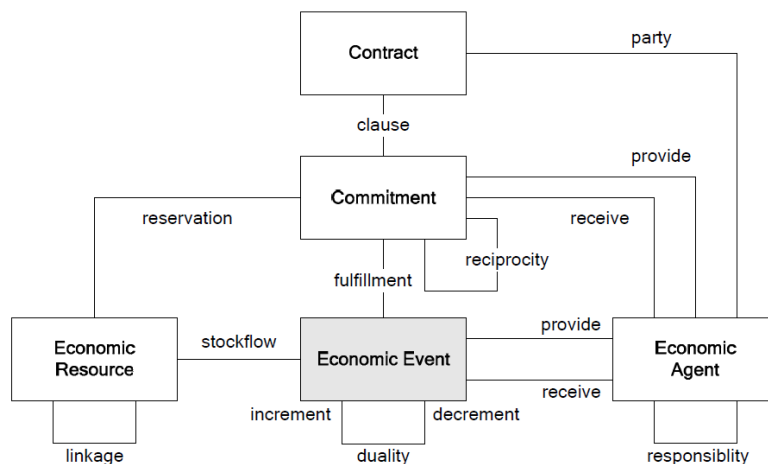 Contract
party
clause
provide
Commitment
reservation
receive
reciprocity
fulfillment
provide
Economic
Resource
stockflow
Economic Event
Economic
Agent
receive
increment
decrement
linkage
duality
responsiblity